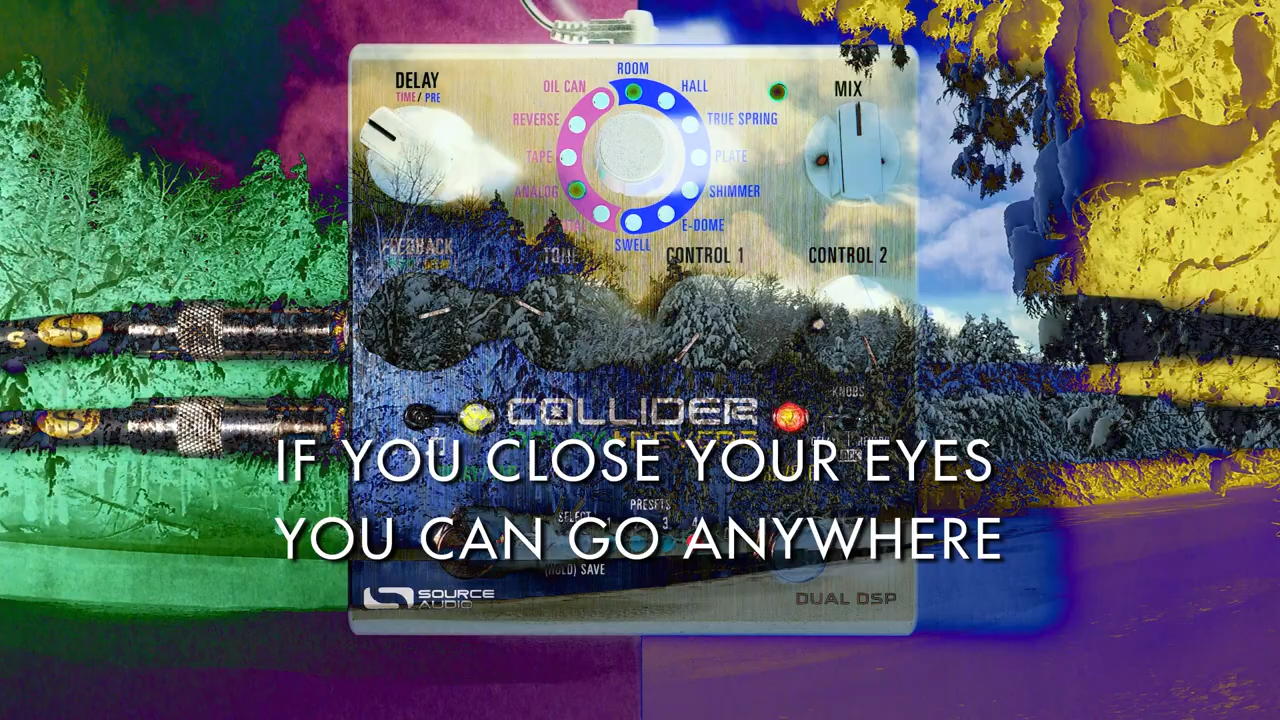 ROOM
DELAY
TIME/ PRE
OIL CAN
HALL
MIX
REVERSE
TRUE SPRING
TAPE
PLATE
ANALOG
SHIMMER
E-DOME
SWELL
FEEDBACK
CONTROL 1
CONTROL 2
KNOBS
COLLIDER
IF YOU CLOSE YOUR EYES
PRESETS
SELECT
3
YOU CAN GO ANYWHERE
(HOLD) SAVE
SOURCE
AUDIO
DUAL DSP